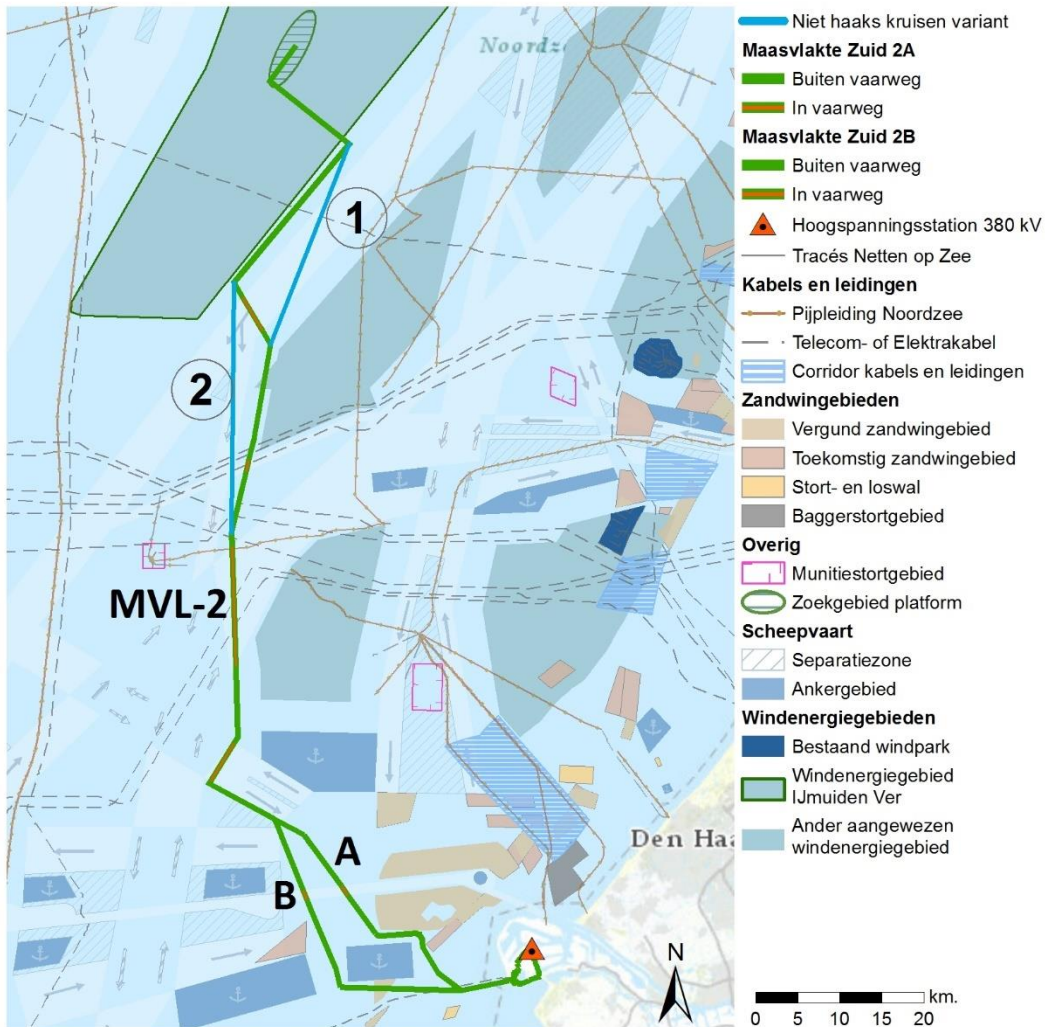 Noordz
1
2
MVL-2
A
B
Den Haa
N
Niet haaks kruisen variant
Maasvlakte Zuid 2A
Buiten vaarweg
In vaarweg
Maasvlakte Zuid 2B
Buiten vaarweg
In vaarweg
Hoogspanningsstation 380 kV
Tracés Netten op Zee
Kabels en leidingen
Pijpleiding Noordzee
Telecom- of Elektrakabel
Corridor kabels en leidingen
Zandwingebieden
Vergund zandwingebied
Toekomstig zandwingebied
Stort- en loswal
Baggerstortgebied
Overig
Munitiestortgebied
Zoekgebied platform
Scheepvaart
Separatiezone
Ankergebied
Windenergiegebieden
Bestaand windpark
Windenergiegebied
IJmuiden Ver
Ander aangewezen
windenergiegebied
km.
0 5 10 15 20